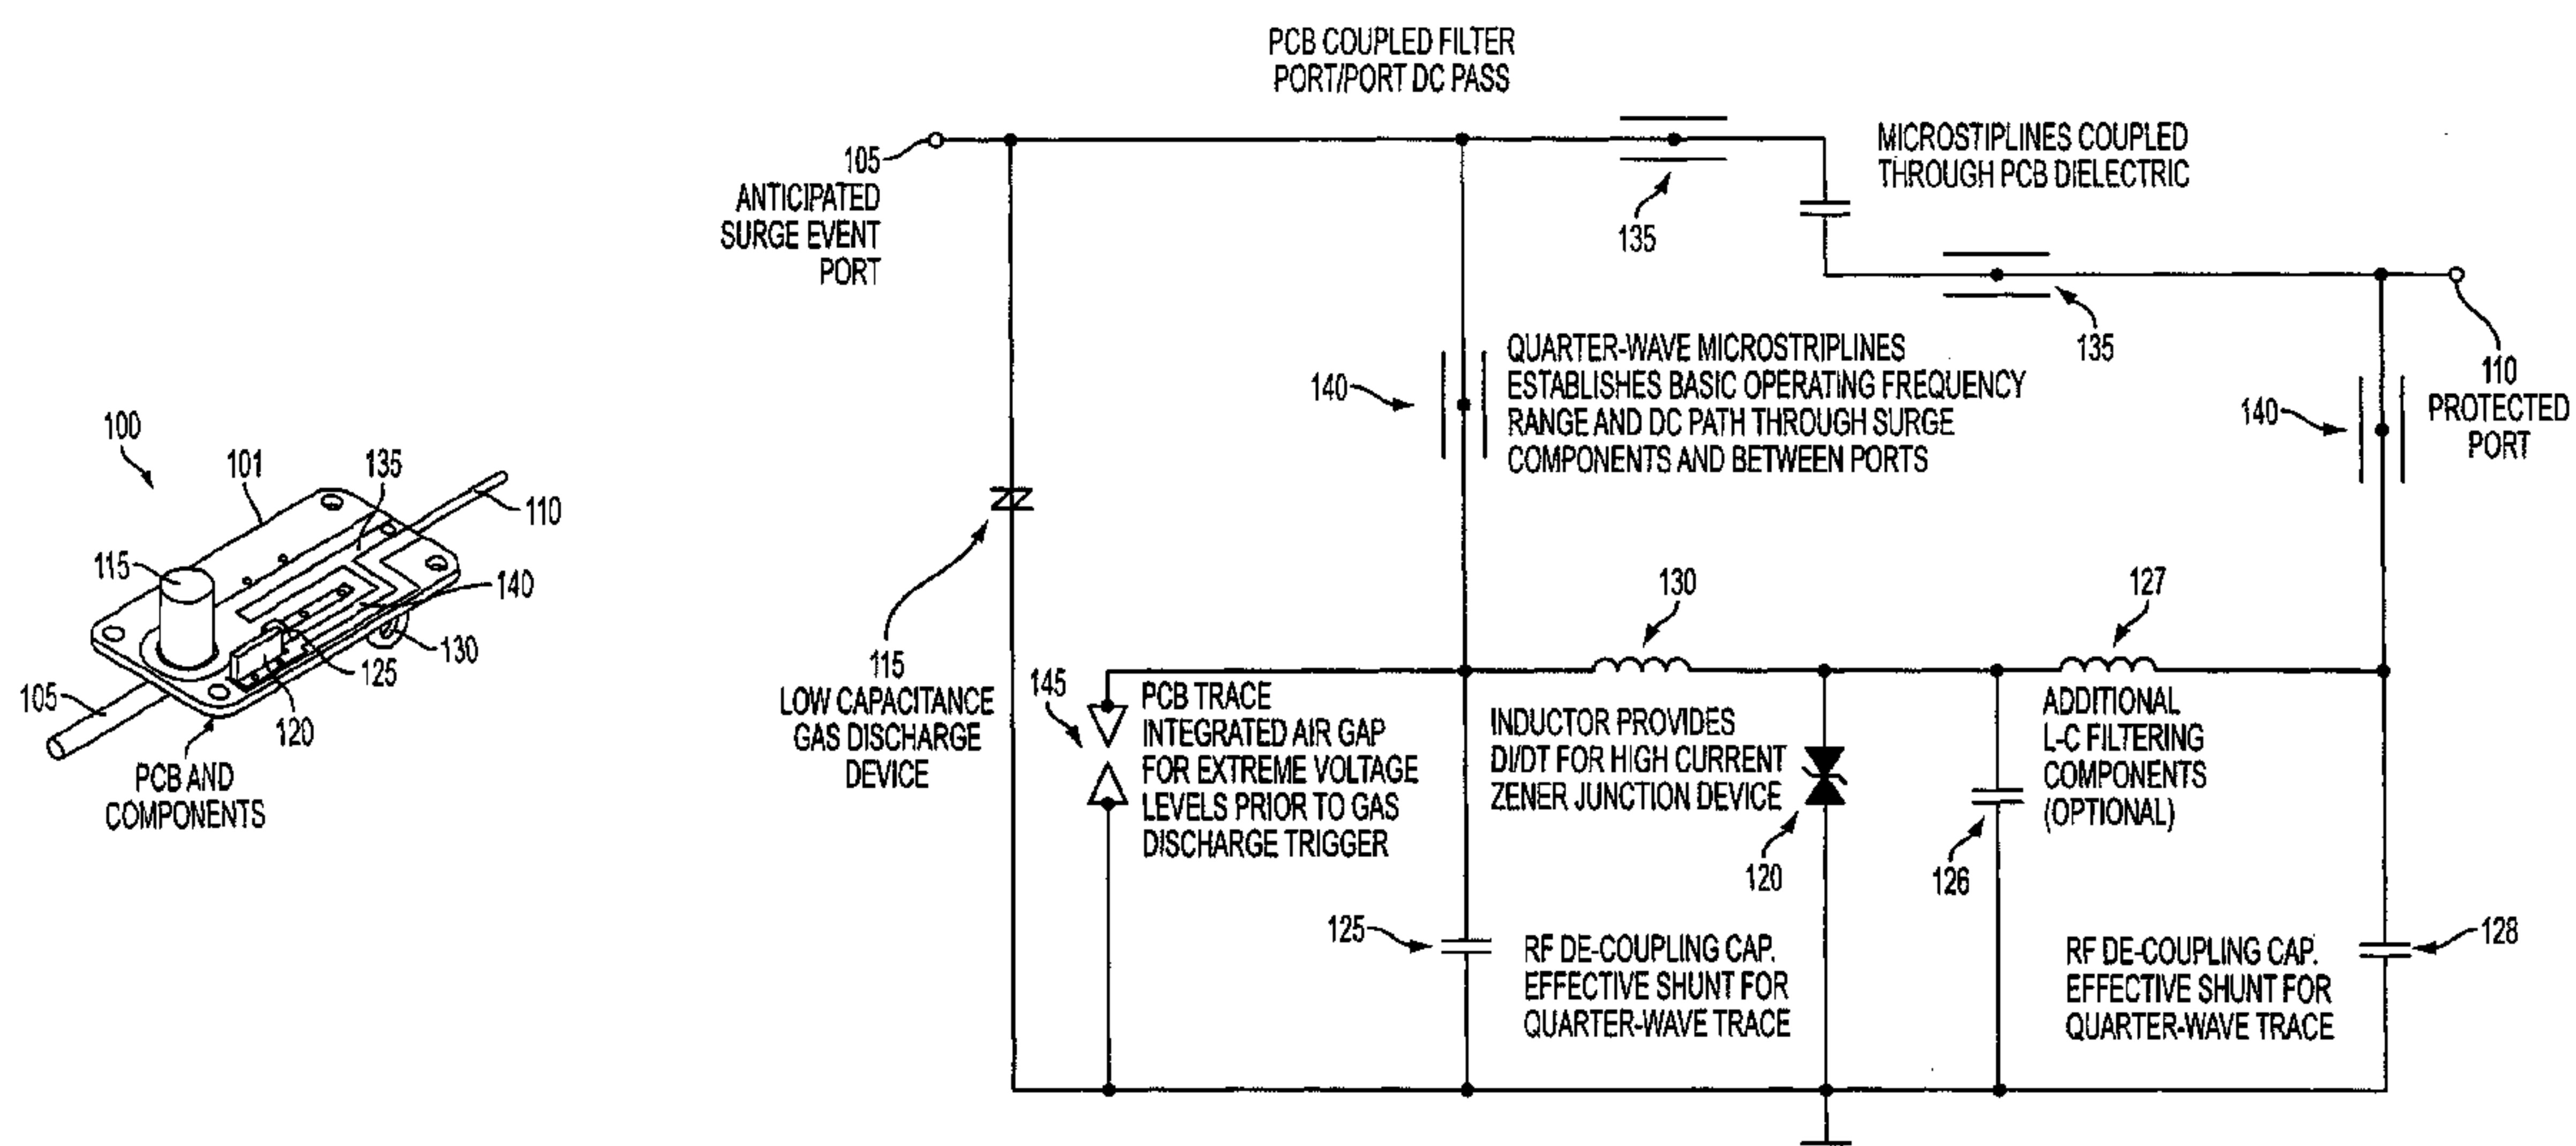 PCB COUPLED FILTER
PORT/PORT DC PASS
105
ANTICIPATED
SURGE EVENT
PORT
135
MICROSTIPLINES COUPLED
THROUGH PCB DIELECTRIC
135
110
PROTECTED
PORT
140
QUARTER-WAVE MICROSTRIPLINES
ESTABLISHES BASIC OPERATING FREQUENCY
RANGE AND DC PATH THROUGH SURGE
COMPONENTS AND BETWEEN PORTS
140
100
101
135
110
115
140
130
125
105
120
PCB AND
COMPONENTS
115
LOW CAPACITANCE
GAS DISCHARGE
DEVICE
145
PCB TRACE
INTEGRATED AIR GAP
FOR EXTREME VOLTAGE
LEVELS PRIOR TO GAS
DISCHARGE TRIGGER
130
INDUCTOR PROVIDES
DI/DT FOR HIGH CURRENT
ZENER JUNCTION DEVICE
120
127
ADDITIONAL
L-C FILTERING
COMPONENTS
(OPTIONAL)
126
125
RF DE-COUPLING CAP.
EFFECTIVE SHUNT FOR
QUARTER-WAVE TRACE
RF DE-COUPLING CAP.
EFFECTIVE SHUNT FOR
QUARTER-WAVE TRACE
128